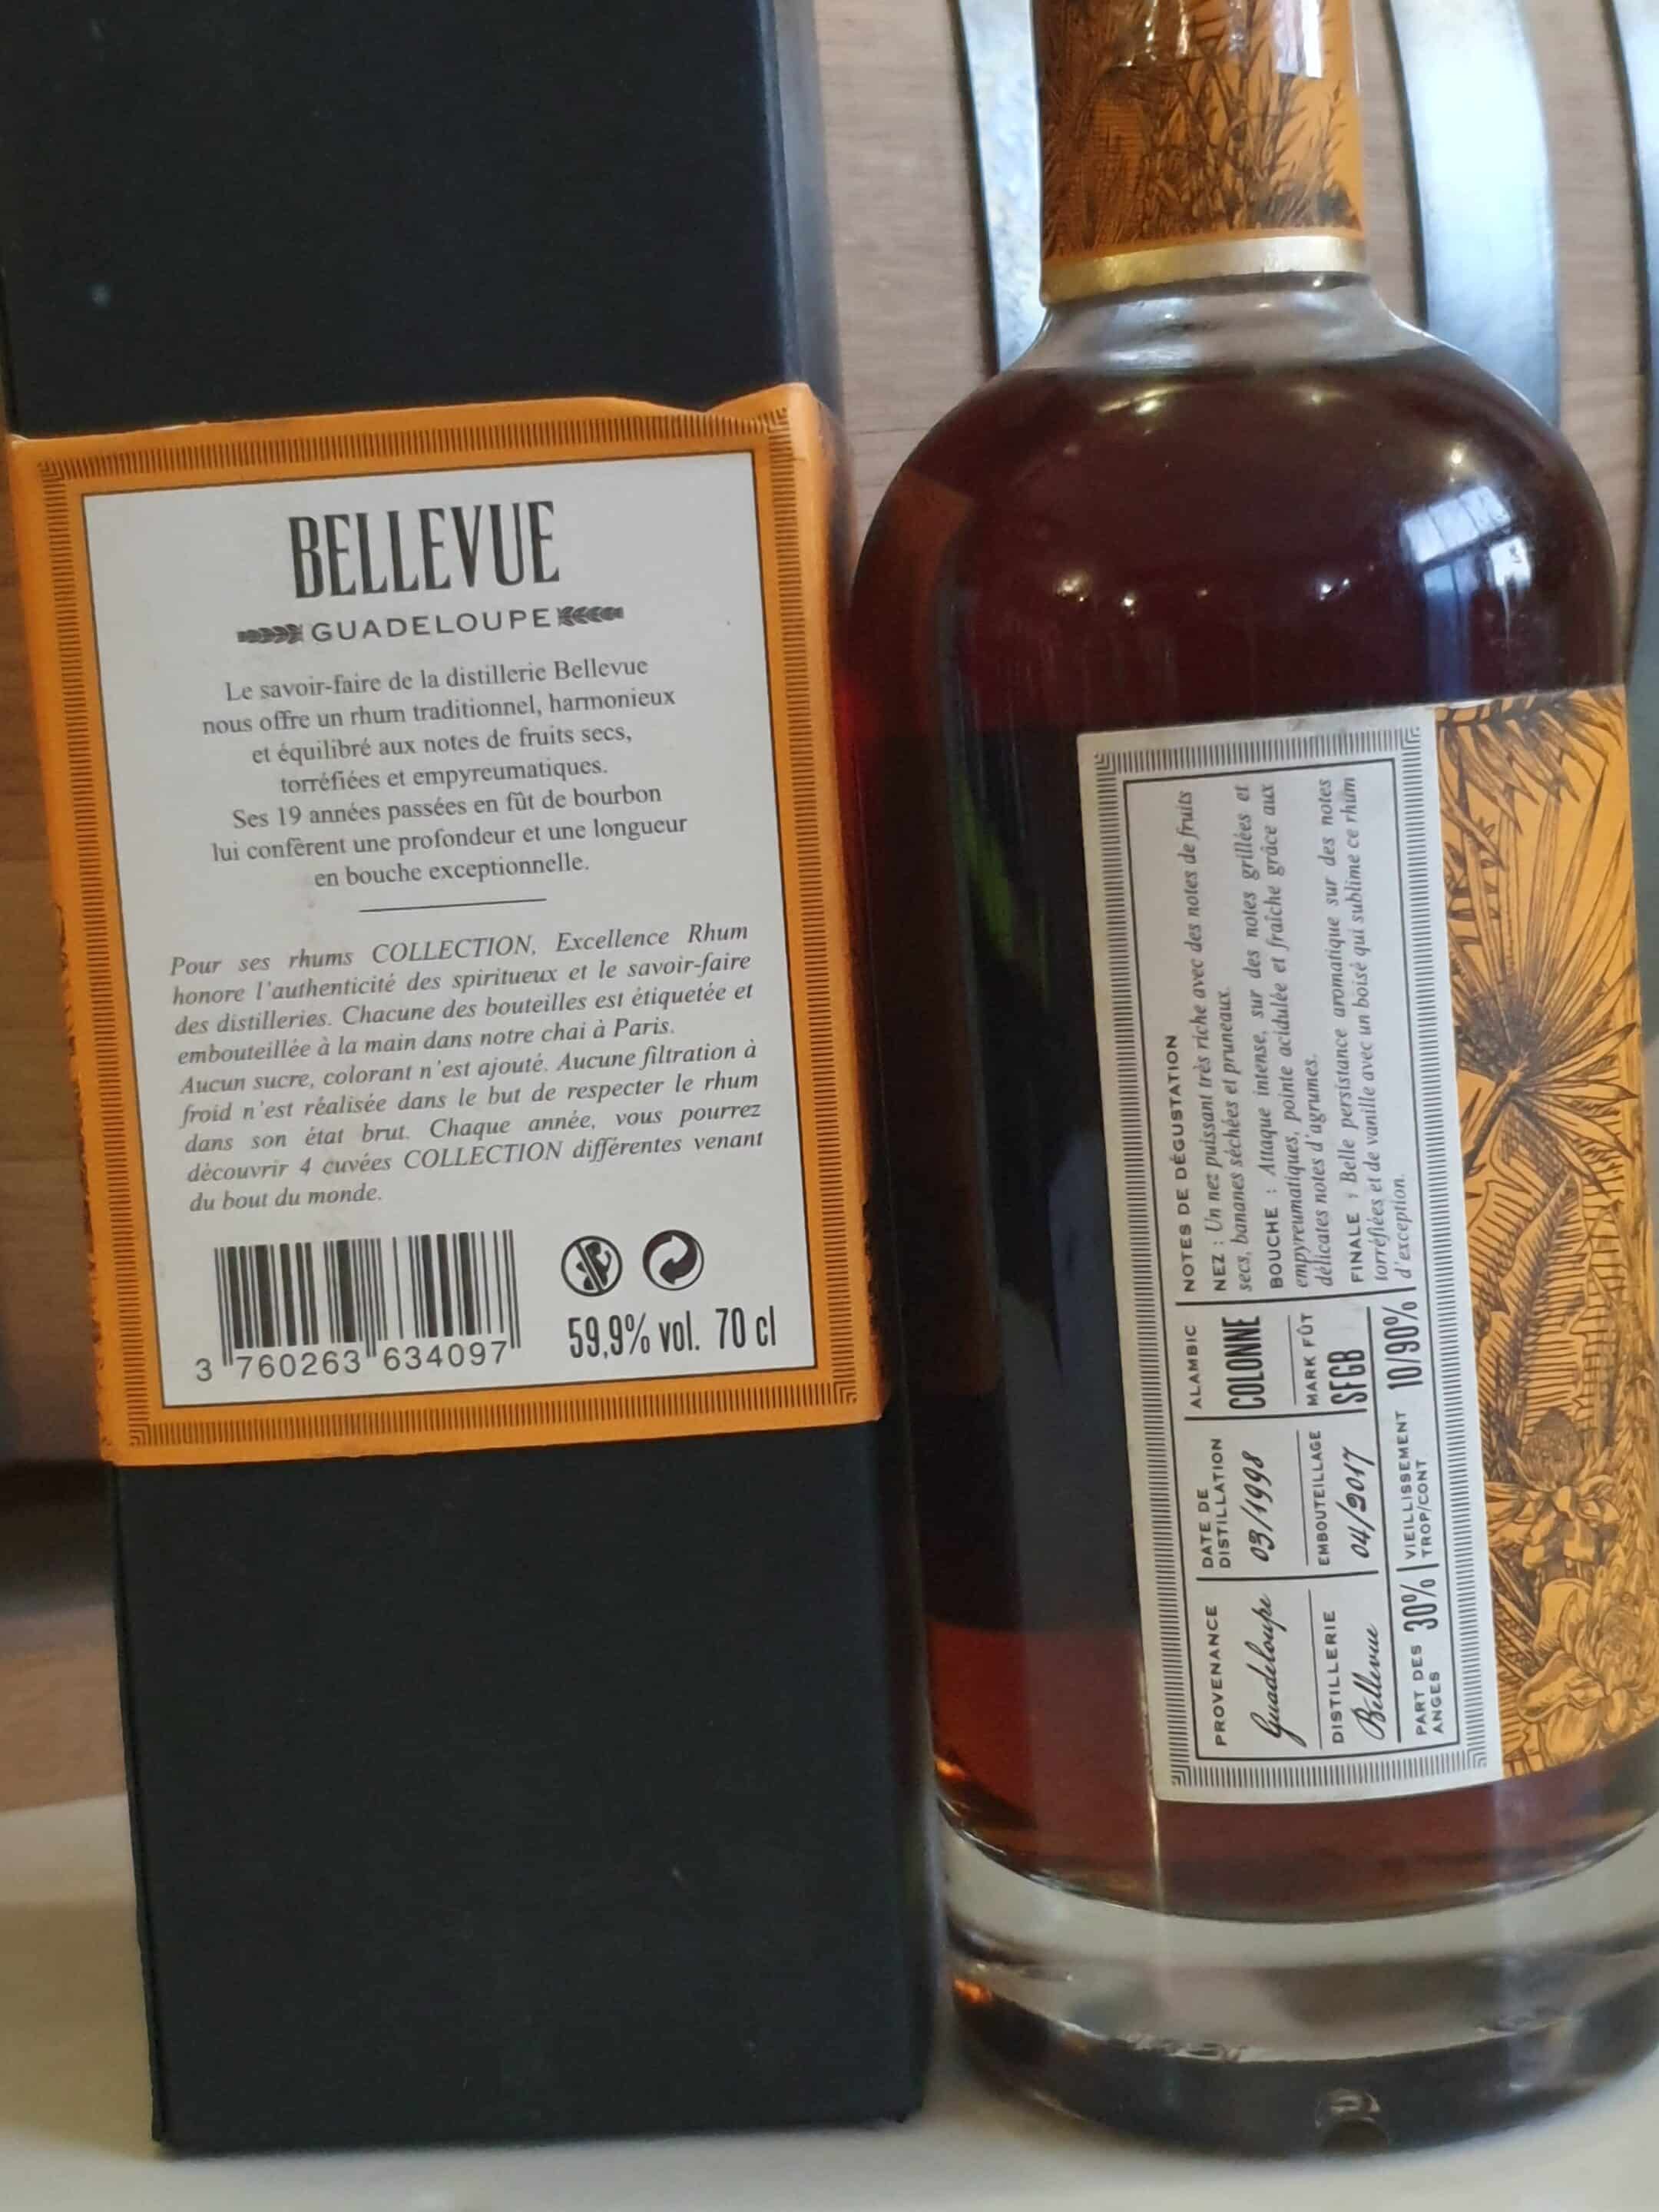 BELLEVUE
GUADELOUPE
Le savoir-faire de la distillerie Bellevue
nous offre un rhum traditionnel, harmonieux
et équilibré aux notes de fruits secs,
torréfiées et empyreumatiques.
Ses 19 années passées en fût de bourbon
lui confèrent une profondeur et une longueur
en bouche exceptionnelle.
Pour ses rhums COLLECTION, Excellence Rhum
honore l'authenticité des spiritueux et le savoir-faire
des distilleries. Chacune des bouteilles est étiquetée et
embouteillée à la main dans notre chai à Paris.
Aucun sucre, colorant n'est ajouté. Aucune filtration à
froid n'est réalisée dans le but de respecter le rhum
dans son état brut. Chaque année, vous pourrez
découvrir 4 cuvées COLLECTION différentes venant
du bout du monde.
3 760263 634097
59,9% vol. 70 cl
PROVENANCE
Guadeloupe
DISTILLERIE
Bellevue
DATE DE
DISTILLATION
03/1998
EMBOUTEILLAGE
04/2017
ALAMBIC
COLONNE
MARK FÛT
SFGB
PART DES
ANGES
30%
VIEILLISSEMENT
TROP/CONT.
10/90%
NOTES DE DÉGUSTATION
NEZ : Un nez puissant très riche avec des notes de fruits
secs, bananes séchées et pruneaux.
BOUCHE : Attaque intense, sur des notes grillées et
empyreumatiques, pointe acidulée et fraîche grâce aux
délicates notes d'agrumes.
FINALE : Belle persistance aromatique sur des notes
torréfiées et de vanille avec un boisé qui sublime ce rhum
d'exception.